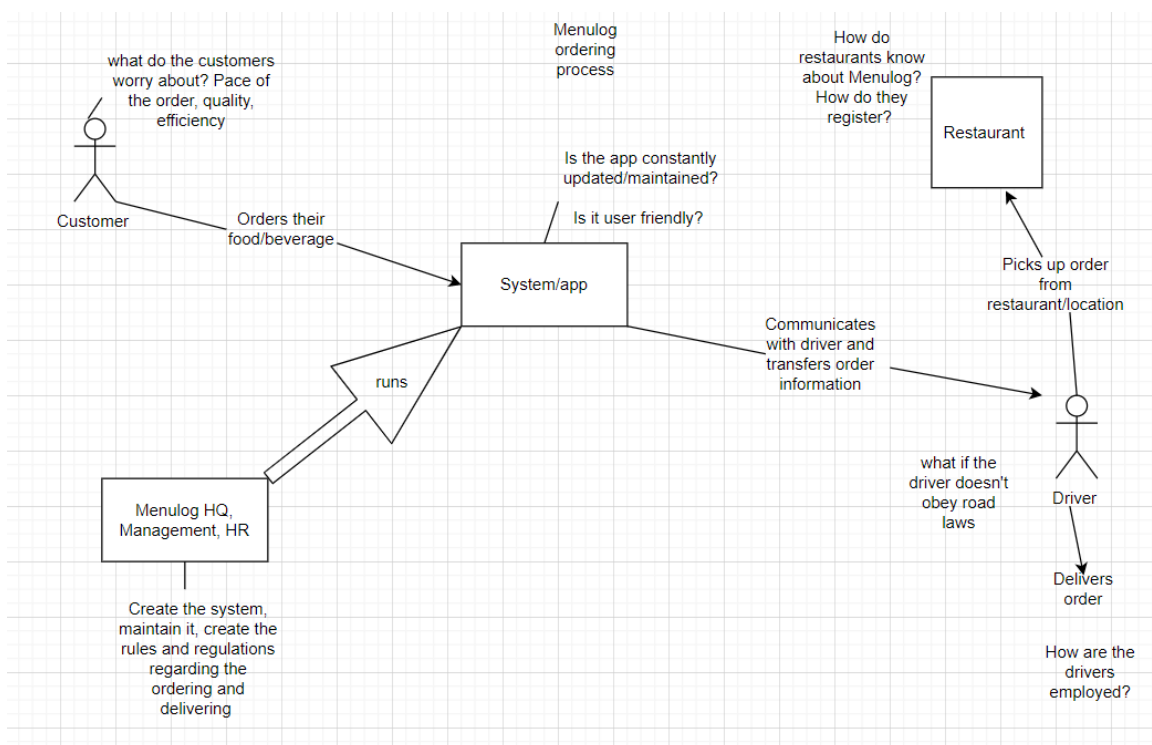 Menulog
ordering
process
what do the customers
worry about? Pace of
the order, quality,
efficiency
Customer
Orders their
food/beverage
Is the app constantly
updated/maintained?
Is it user friendly?
System/app
How do
restaurants know
about Menulog?
How do they
register?
Restaurant
Picks up order
from
restaurant/location
Communicates
with driver and
transfers order
information
runs
Menulog HQ,
Management, HR
Create the system,
maintain it, create the
rules and regulations
regarding the
ordering and
delivering
what if the
driver doesn't
obey road
laws
Driver
Delivers
order
How are the
drivers
employed?